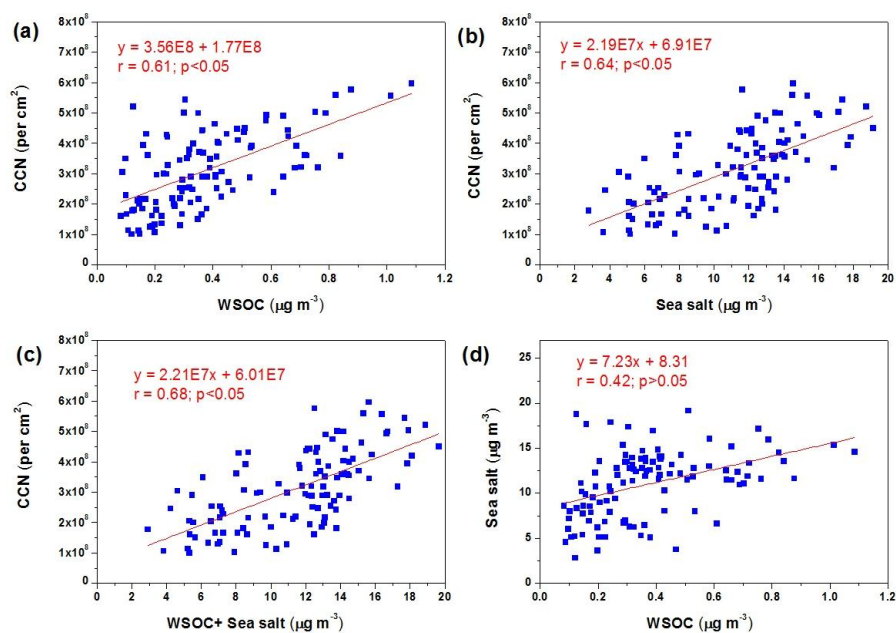 (a)
y = 3.56E8 + 1.77E8
r = 0.61; p<0.05
CCN (per cm²)
8x10⁸
7x10⁸
6x10⁸
5x10⁸
4x10⁸
3x10⁸
2x10⁸
1x10⁸
0
0.0 0.2 0.4 0.6 0.8 1.0 1.2
WSOC (μg m⁻³)
(b)
y = 2.19E7x + 6.91E7
r = 0.64; p<0.05
CCN (per cm²)
8x10⁸
7x10⁸
6x10⁸
5x10⁸
4x10⁸
3x10⁸
2x10⁸
1x10⁸
0
2 4 6 8 10 12 14 16 18 20
Sea salt (μg m⁻³)
(c)
y = 2.21E7x + 6.01E7
r = 0.68; p<0.05
CCN (per cm²)
8x10⁸
7x10⁸
6x10⁸
5x10⁸
4x10⁸
3x10⁸
2x10⁸
1x10⁸
0
2 4 6 8 10 12 14 16 18 20
WSOC+ Sea salt (μg m⁻³)
(d)
y = 7.23x + 8.31
r = 0.42; p>0.05
Sea salt (μg m⁻³)
25
20
15
10
5
0
0.0 0.2 0.4 0.6 0.8 1.0 1.2
WSOC (μg m⁻³)